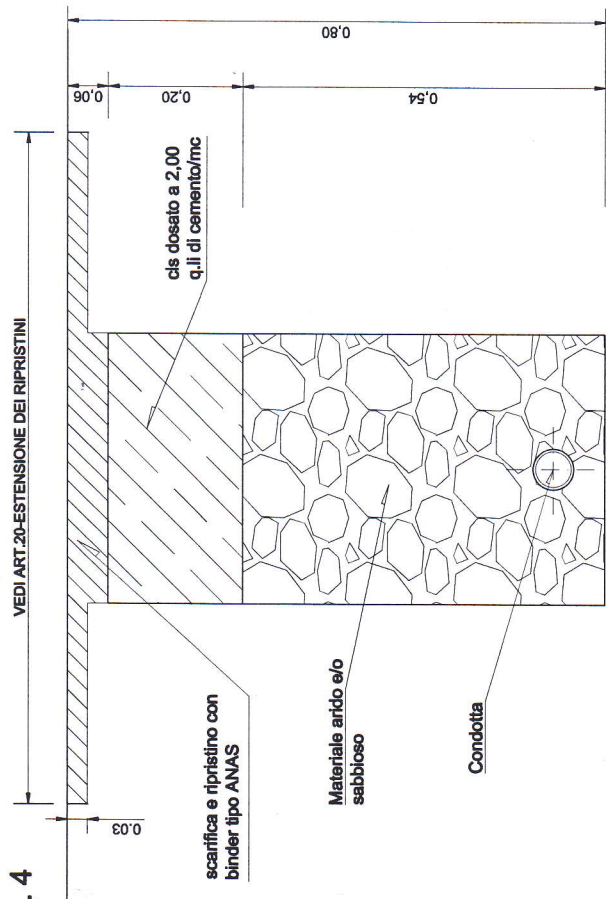 . 4
VEDI ART.20-ESTENSIONE DEI RIPRISTINI
0.03
0,06
0,20
0,54
0,80
cls dosato a 2,00
q.li di cemento/mc
scarifica e ripristino con
binder tipo ANAS
Materiale arido e/o
sabbioso
Condotta